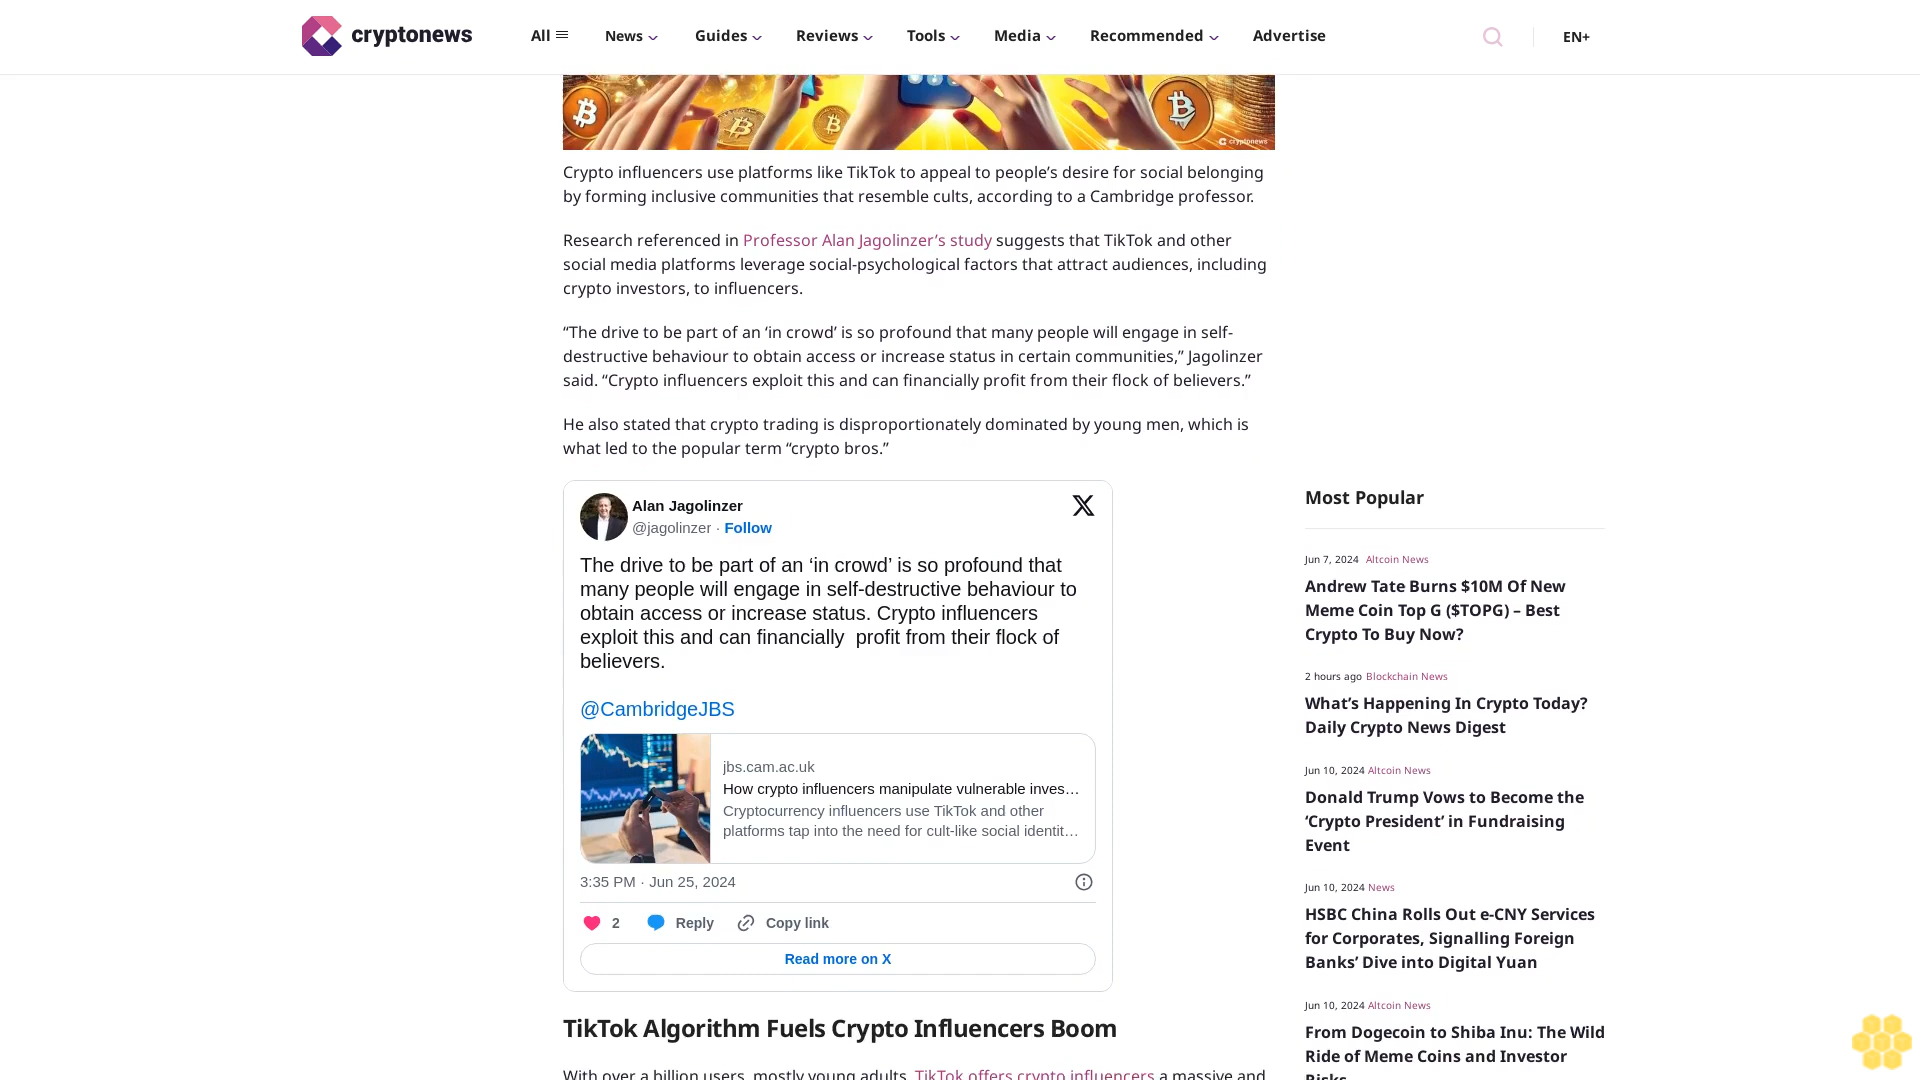 cryptonews
All
News
Guides
Reviews
Tools
Media
Recommended
Advertise
EN+
cryptonews
Crypto influencers use platforms like TikTok to appeal to people’s desire for social belonging
by forming inclusive communities that resemble cults, according to a Cambridge professor.
Research referenced in Professor Alan Jagolinzer’s study suggests that TikTok and other
social media platforms leverage social-psychological factors that attract audiences, including
crypto investors, to influencers.
“The drive to be part of an ‘in crowd’ is so profound that many people will engage in self-
destructive behaviour to obtain access or increase status in certain communities,” Jagolinzer
said. “Crypto influencers exploit this and can financially profit from their flock of believers.”
He also stated that crypto trading is disproportionately dominated by young men, which is
what led to the popular term “crypto bros.”
Alan Jagolinzer
@jagolinzer · Follow
The drive to be part of an ‘in crowd’ is so profound that
many people will engage in self-destructive behaviour to
obtain access or increase status. Crypto influencers
exploit this and can financially  profit from their flock of
believers.
@CambridgeJBS
jbs.cam.ac.uk
How crypto influencers manipulate vulnerable inves…
Cryptocurrency influencers use TikTok and other
platforms tap into the need for cult-like social identit…
3:35 PM · Jun 25, 2024
2
Reply
Copy link
Read more on X
TikTok Algorithm Fuels Crypto Influencers Boom
With over a billion users, mostly young adults, TikTok offers crypto influencers a massive and
Most Popular
Jun 7, 2024 Altcoin News
Andrew Tate Burns $10M Of New
Meme Coin Top G ($TOPG) – Best
Crypto To Buy Now?
2 hours ago Blockchain News
What’s Happening In Crypto Today?
Daily Crypto News Digest
Jun 10, 2024 Altcoin News
Donald Trump Vows to Become the
‘Crypto President’ in Fundraising
Event
Jun 10, 2024 News
HSBC China Rolls Out e-CNY Services
for Corporates, Signalling Foreign
Banks’ Dive into Digital Yuan
Jun 10, 2024 Altcoin News
From Dogecoin to Shiba Inu: The Wild
Ride of Meme Coins and Investor
Risks